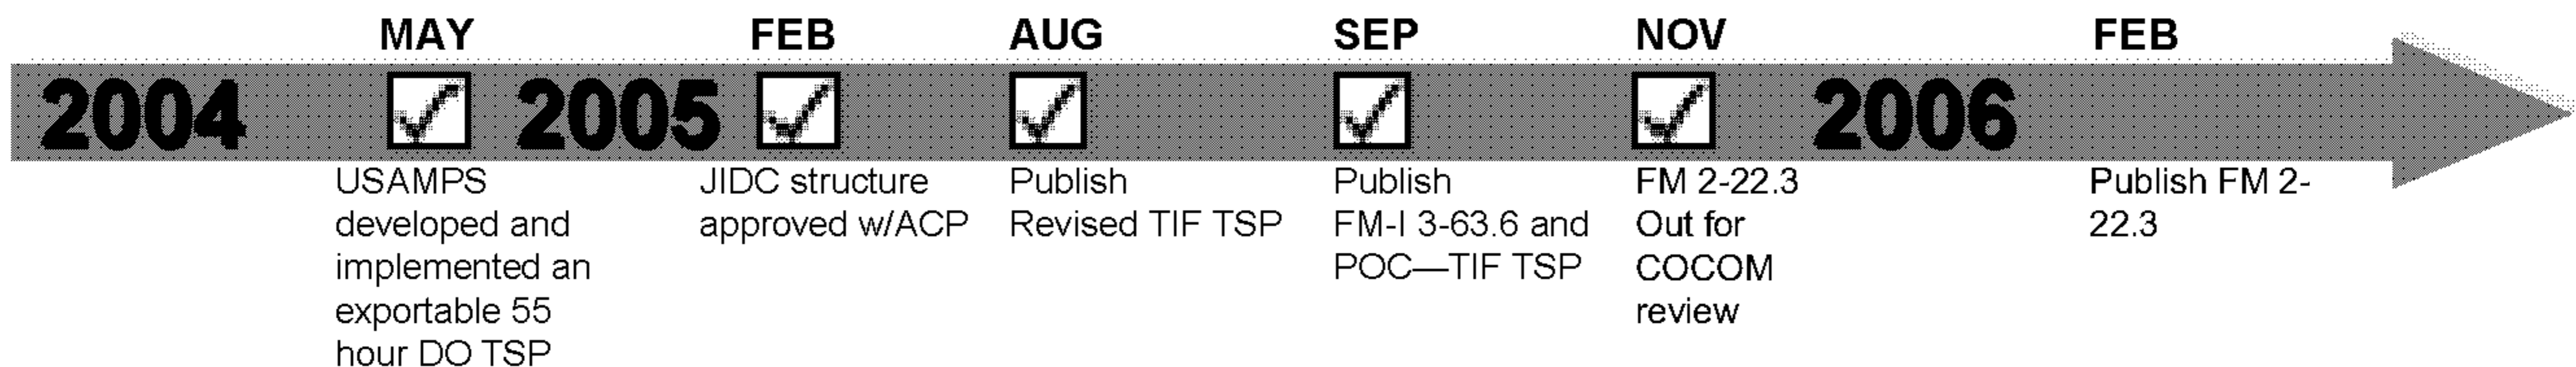 MAY FEB AUG SEP NOV FEB
2004 2005 2006
USAMPS
developed and
implemented an
exportable 55
hour DO TSP
JIDC structure
approved w/ACP
Publish
Revised TIF TSP
Publish
FM-I 3-63.6 and
POC—TIF TSP
FM 2-22.3
Out for
COCOM
review
Publish FM 2-
22.3